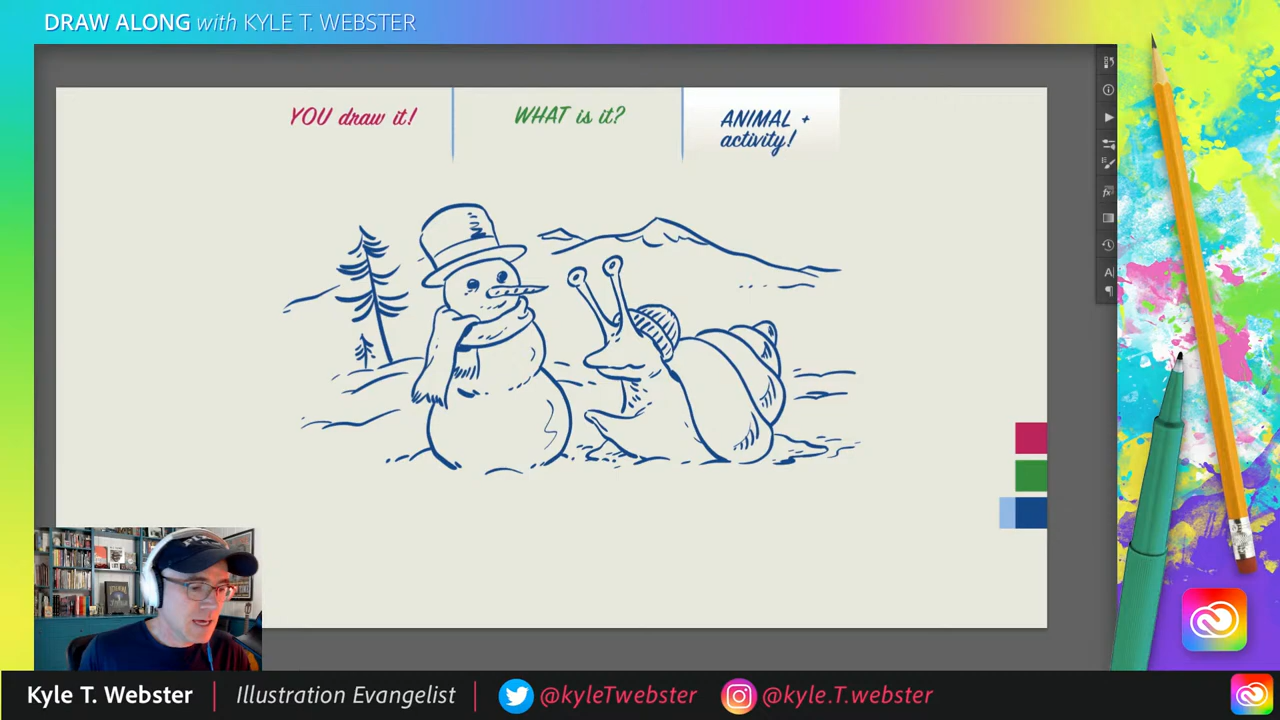 DRAW ALONG with KYLE T. WEBSTER
YOU draw it!
WHAT is it?
ANIMAL +
activity!
Kyle T. Webster
Illustration Evangelist
@kyleTwebster
@kyle.T.webster